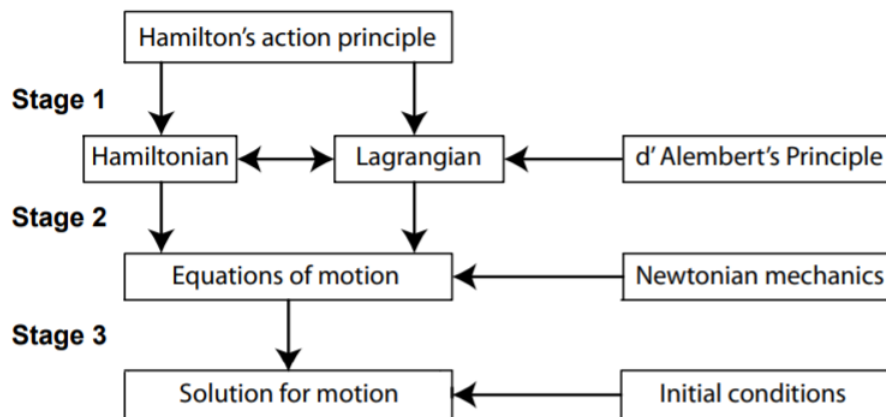 Hamilton's action principle
Stage 1
Hamiltonian
Lagrangian
d' Alembert's Principle
Stage 2
Equations of motion
Newtonian mechanics
Stage 3
Solution for motion
Initial conditions